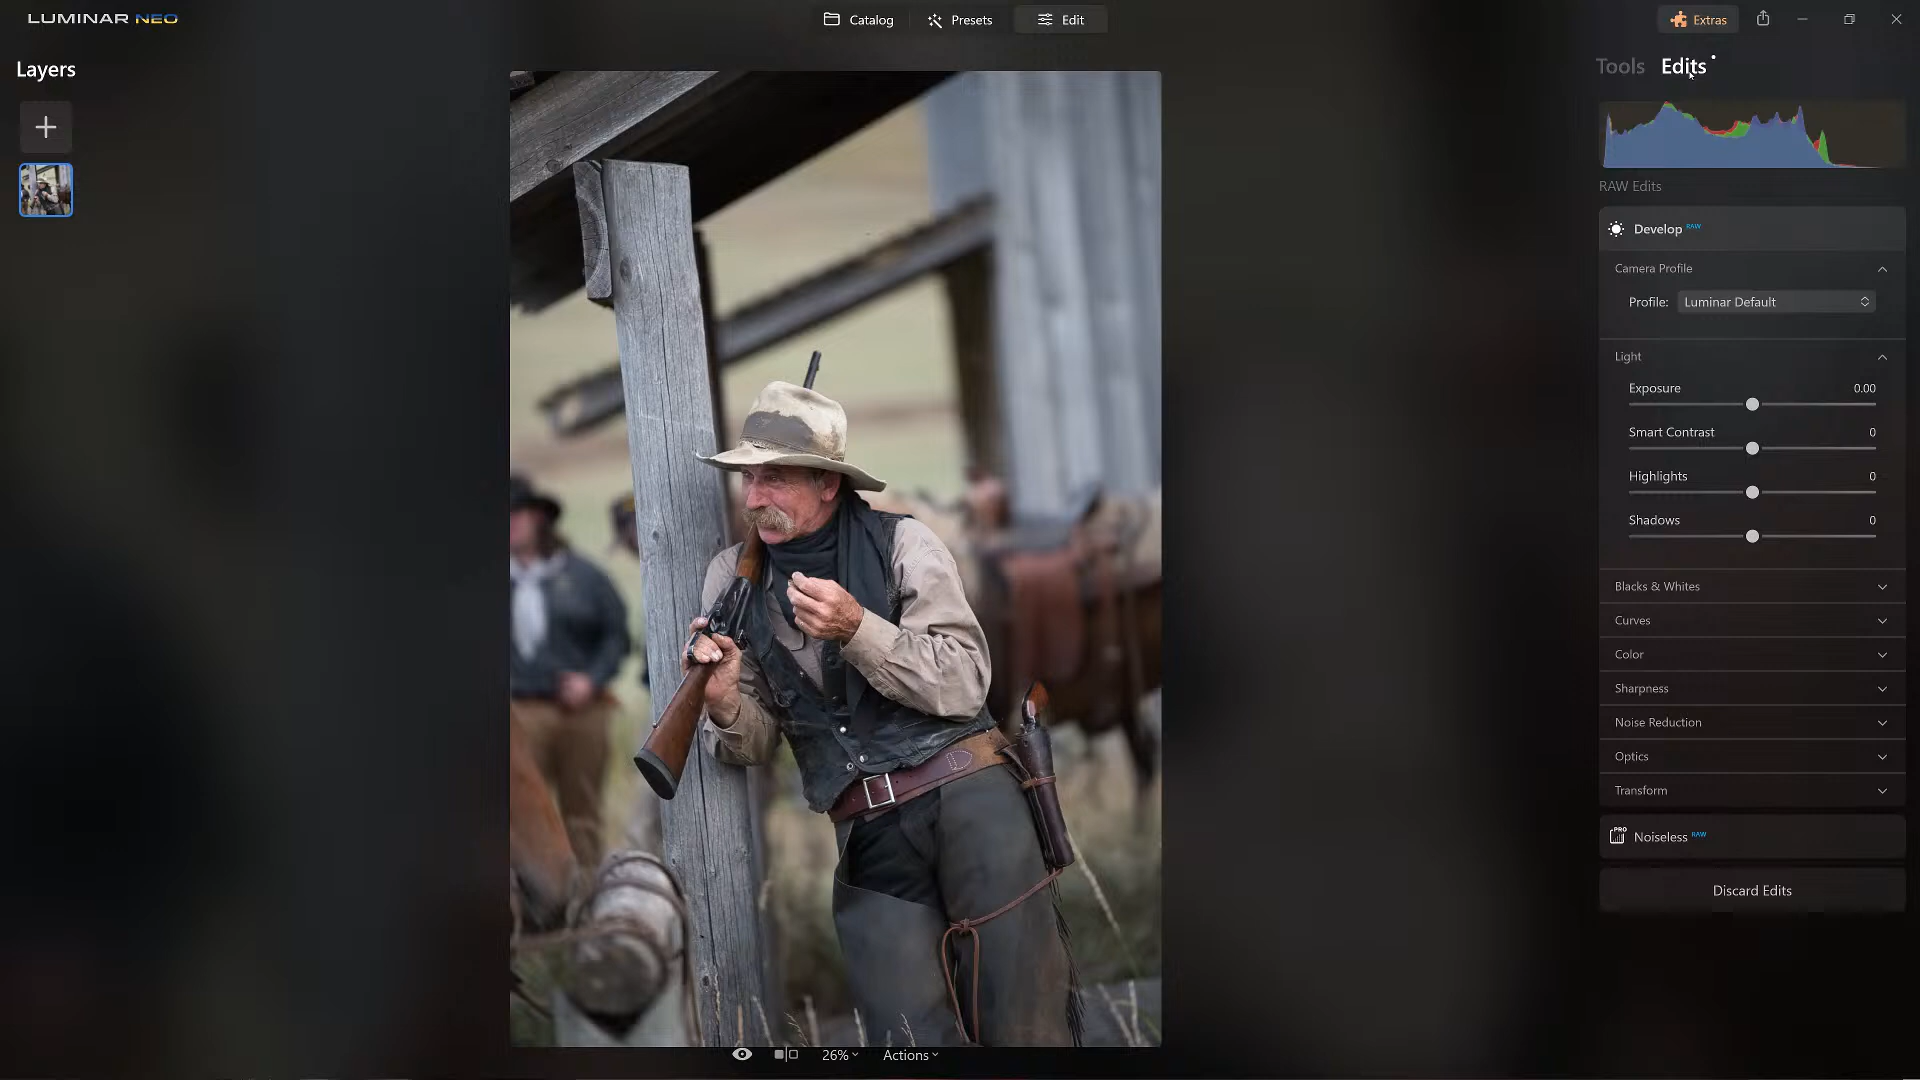 LUMINAR NEO
Catalog
Presets
Edit
Extras
Layers
Tools
Edits
RAW Edits
Develop RAW
Camera Profile
Profile: Luminar Default
Light
Exposure 0.00
Smart Contrast 0
Highlights 0
Shadows 0
Blacks & Whites
Curves
Color
Sharpness
Noise Reduction
Optics
Transform
PRO Noiseless RAW
Discard Edits
26%
Actions